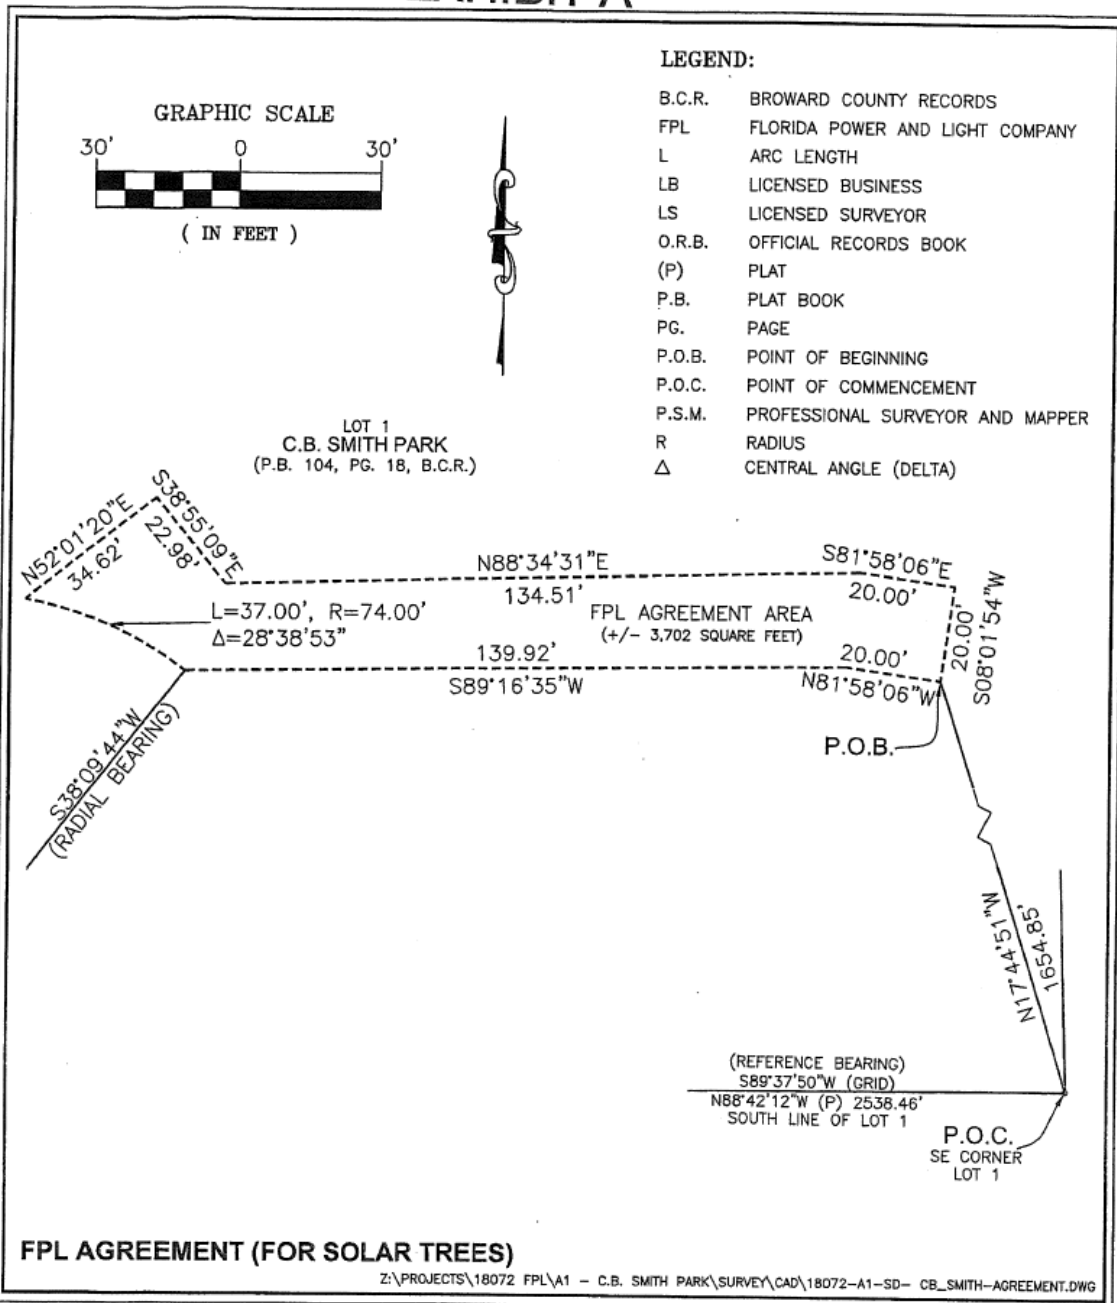 GRAPHIC SCALE
30' 0 30'
( IN FEET )
LEGEND:
B.C.R. BROWARD COUNTY RECORDS
FPL FLORIDA POWER AND LIGHT COMPANY
L ARC LENGTH
LB LICENSED BUSINESS
LS LICENSED SURVEYOR
O.R.B. OFFICIAL RECORDS BOOK
(P) PLAT
P.B. PLAT BOOK
PG. PAGE
P.O.B. POINT OF BEGINNING
P.O.C. POINT OF COMMENCEMENT
P.S.M. PROFESSIONAL SURVEYOR AND MAPPER
R RADIUS
Δ CENTRAL ANGLE (DELTA)
LOT 1
C.B. SMITH PARK
(P.B. 104, PG. 18, B.C.R.)
N52°01'20"E
34.62'
S38°55'09"E
22.98'
N88°34'31"E
134.51'
S81°58'06"E
20.00'
20.00'
S08°01'54"W
L=37.00', R=74.00'
Δ=28°38'53"
FPL AGREEMENT AREA
(+/- 3,702 SQUARE FEET)
139.92'
S89°16'35"W
20.00'
N81°58'06"W
P.O.B.
S38°09'44"W
(RADIAL BEARING)
N17°44'51"W
1654.85'
(REFERENCE BEARING)
S89°37'50"W (GRID)
N88°42'12"W (P) 2538.46'
SOUTH LINE OF LOT 1
P.O.C.
SE CORNER
LOT 1
FPL AGREEMENT (FOR SOLAR TREES)
Z:\PROJECTS\18072 FPL\A1 - C.B. SMITH PARK\SURVEY\CAD\18072-A1-SD- CB_SMITH-AGREEMENT.DWG